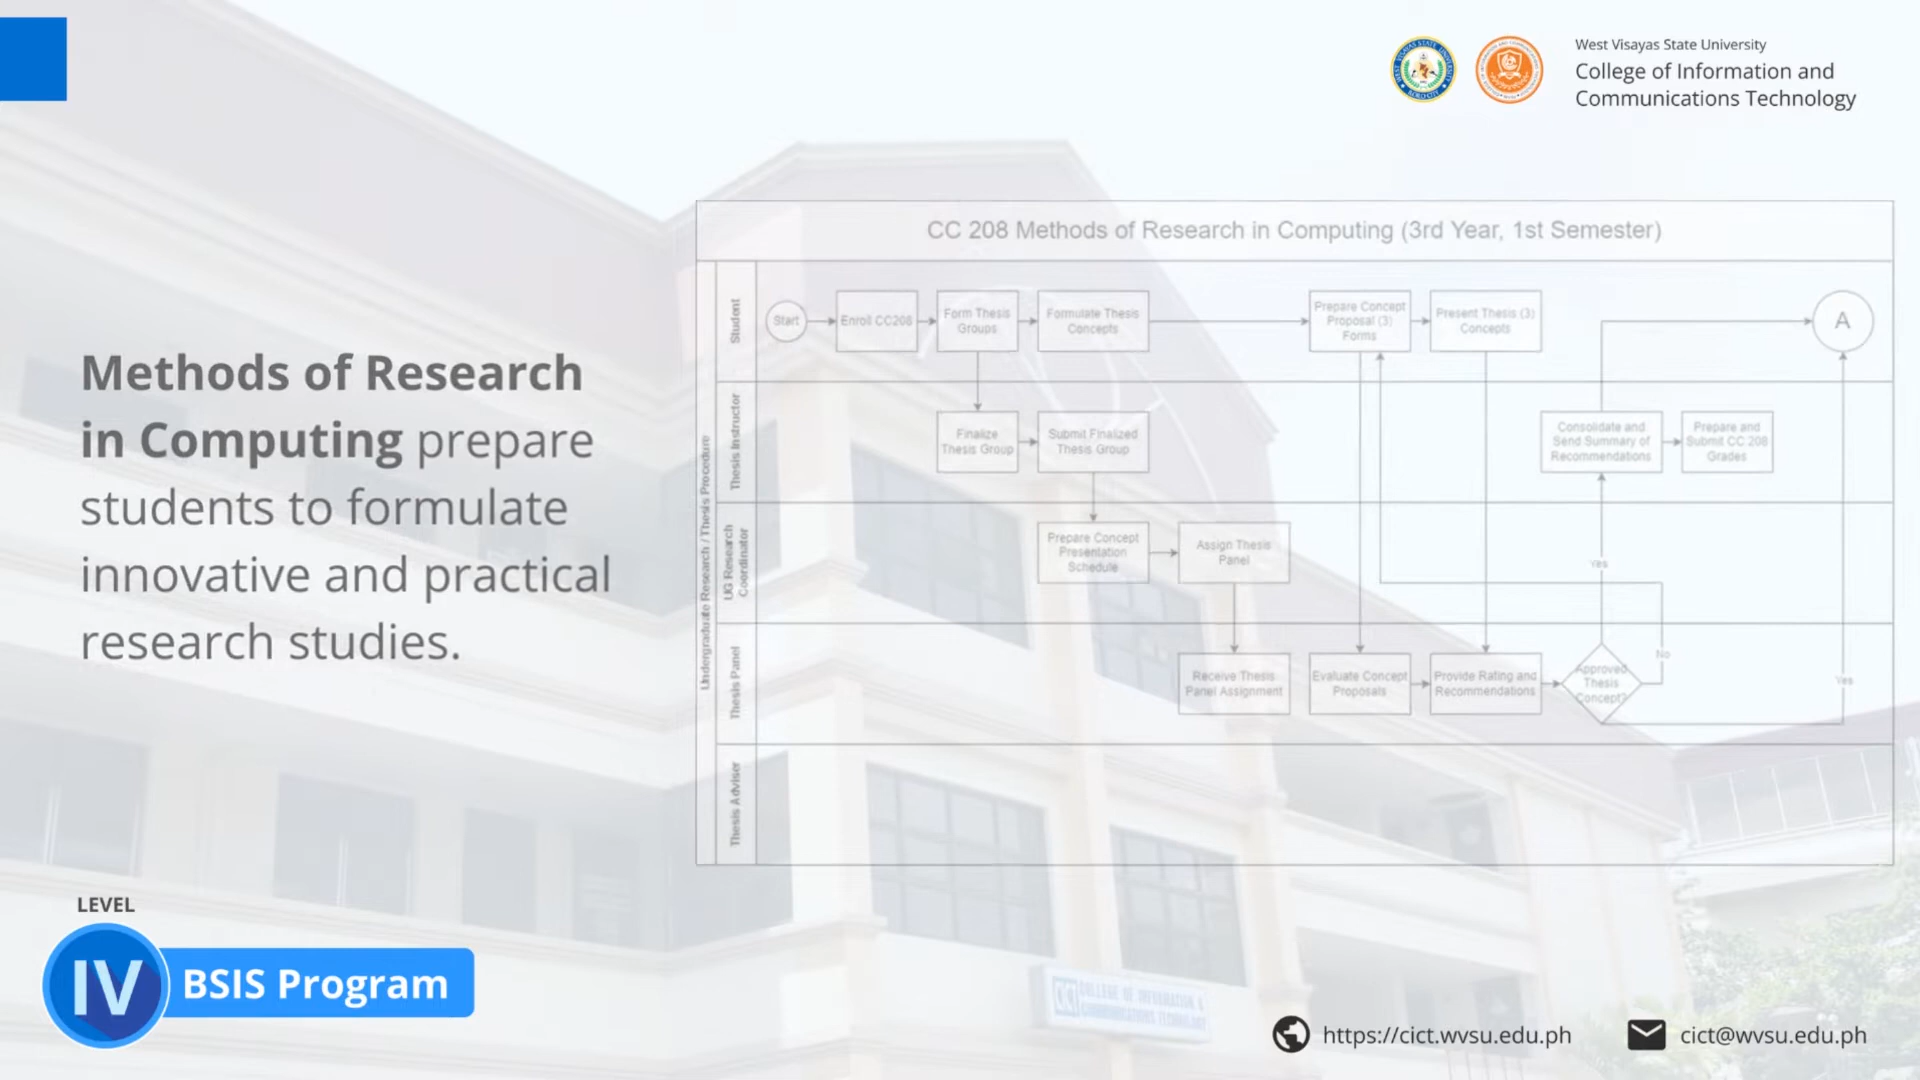 West Visayas State University
College of Information and
Communications Technology
Methods of Research
in Computing prepare
students to formulate
innovative and practical
research studies.
CC 208 Methods of Research in Computing (3rd Year, 1st Semester)
Undergraduate Research / Thesis Procedure
Student
Start
Enroll CC208
Form Thesis
Groups
Formulate Thesis
Concepts
Prepare Concept
Proposal (3)
Forms
Present Thesis (3)
Concepts
A
Thesis Instructor
Finalize
Thesis Group
Submit Finalized
Thesis Group
Consolidate and
Send Summary of
Recommendations
Prepare and
Submit CC 208
Grades
UG Research
Coordinator
Prepare Concept
Presentation
Schedule
Assign Thesis
Panel
Yes
Thesis Panel
Receive Thesis
Panel Assignment
Evaluate Concept
Proposals
Provide Rating and
Recommendations
Approved
Thesis
Concept?
No
Yes
Thesis Adviser
LEVEL
IV
BSIS Program
COLLEGE OF INFORMATION &
COMMUNICATIONS TECHNOLOGY
https://cict.wvsu.edu.ph
cict@wvsu.edu.ph